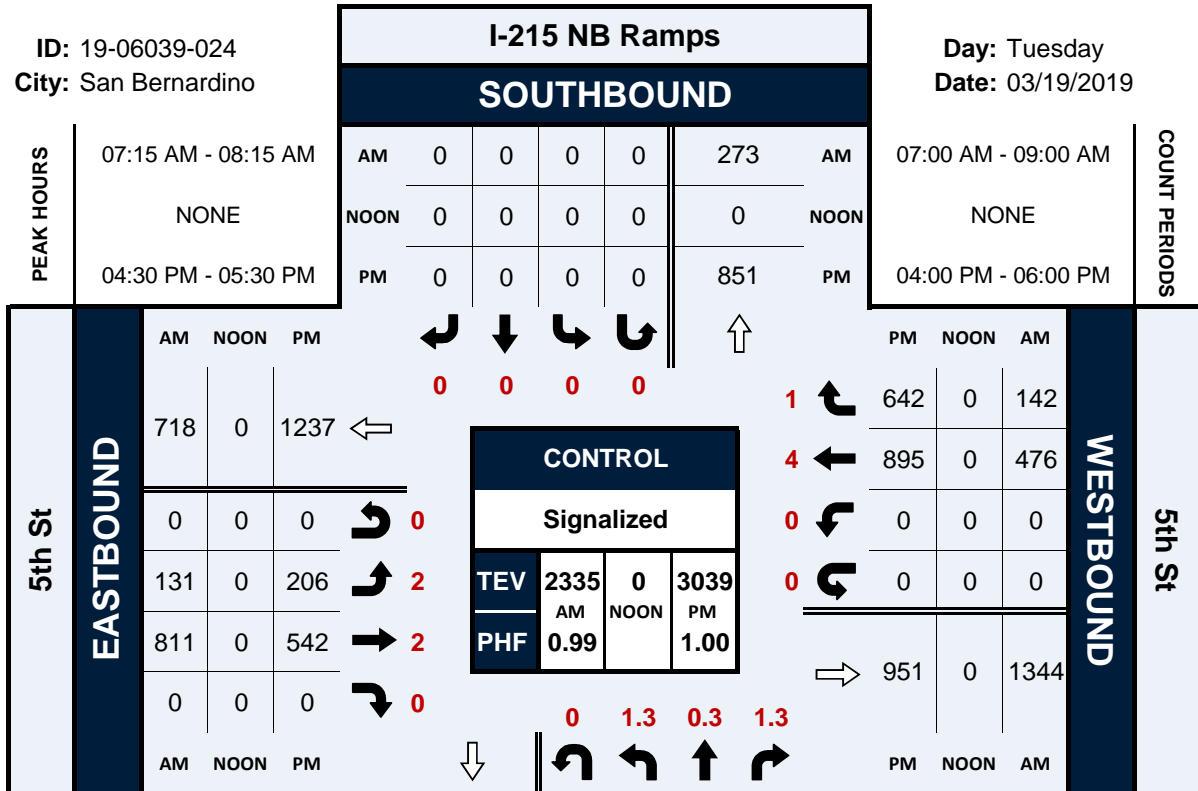 I-215 NB Ramps
ID: 19-06039-024
Day: Tuesday
City: San Bernardino
Date: 03/19/2019
SOUTHBOUND
PEAK HOURS
07:15 AM - 08:15 AM
AM 0 0 0 0 273 AM
07:00 AM - 09:00 AM
COUNT PERIODS
NONE
NOON 0 0 0 0 0 NOON
NONE
04:30 PM - 05:30 PM
PM 0 0 0 0 851 PM
04:00 PM - 06:00 PM
AM NOON PM
PM NOON AM
0 0 0 0
718 0 1237
1 642 0 142
4 895 0 476
0 0 0 0
0 0 0 0
951 0 1344
5th St
EASTBOUND
0 0 0 0
131 0 206 2
811 0 542 2
0 0 0 0
CONTROL
Signalized
TEV 2335 0 3039
AM NOON PM
PHF 0.99 1.00
WESTBOUND
5th St
0 1.3 0.3 1.3
AM NOON PM
PM NOON AM